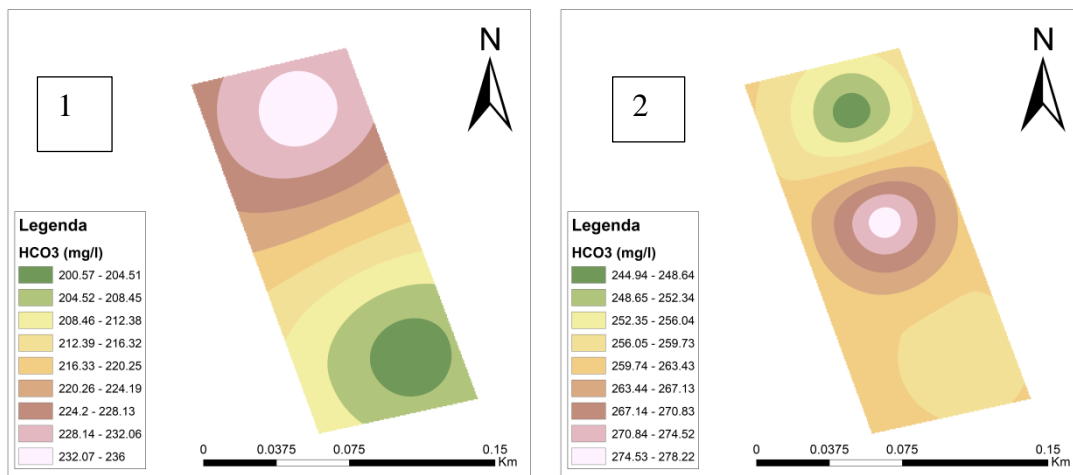 1
N
Legenda
HCO3 (mg/l)
200.57 - 204.51
204.52 - 208.45
208.46 - 212.38
212.39 - 216.32
216.33 - 220.25
220.26 - 224.19
224.2 - 228.13
228.14 - 232.06
232.07 - 236
0 0.0375 0.075 0.15
Km
2
N
Legenda
HCO3 (mg/l)
244.94 - 248.64
248.65 - 252.34
252.35 - 256.04
256.05 - 259.73
259.74 - 263.43
263.44 - 267.13
267.14 - 270.83
270.84 - 274.52
274.53 - 278.22
0 0.0375 0.075 0.15
Km